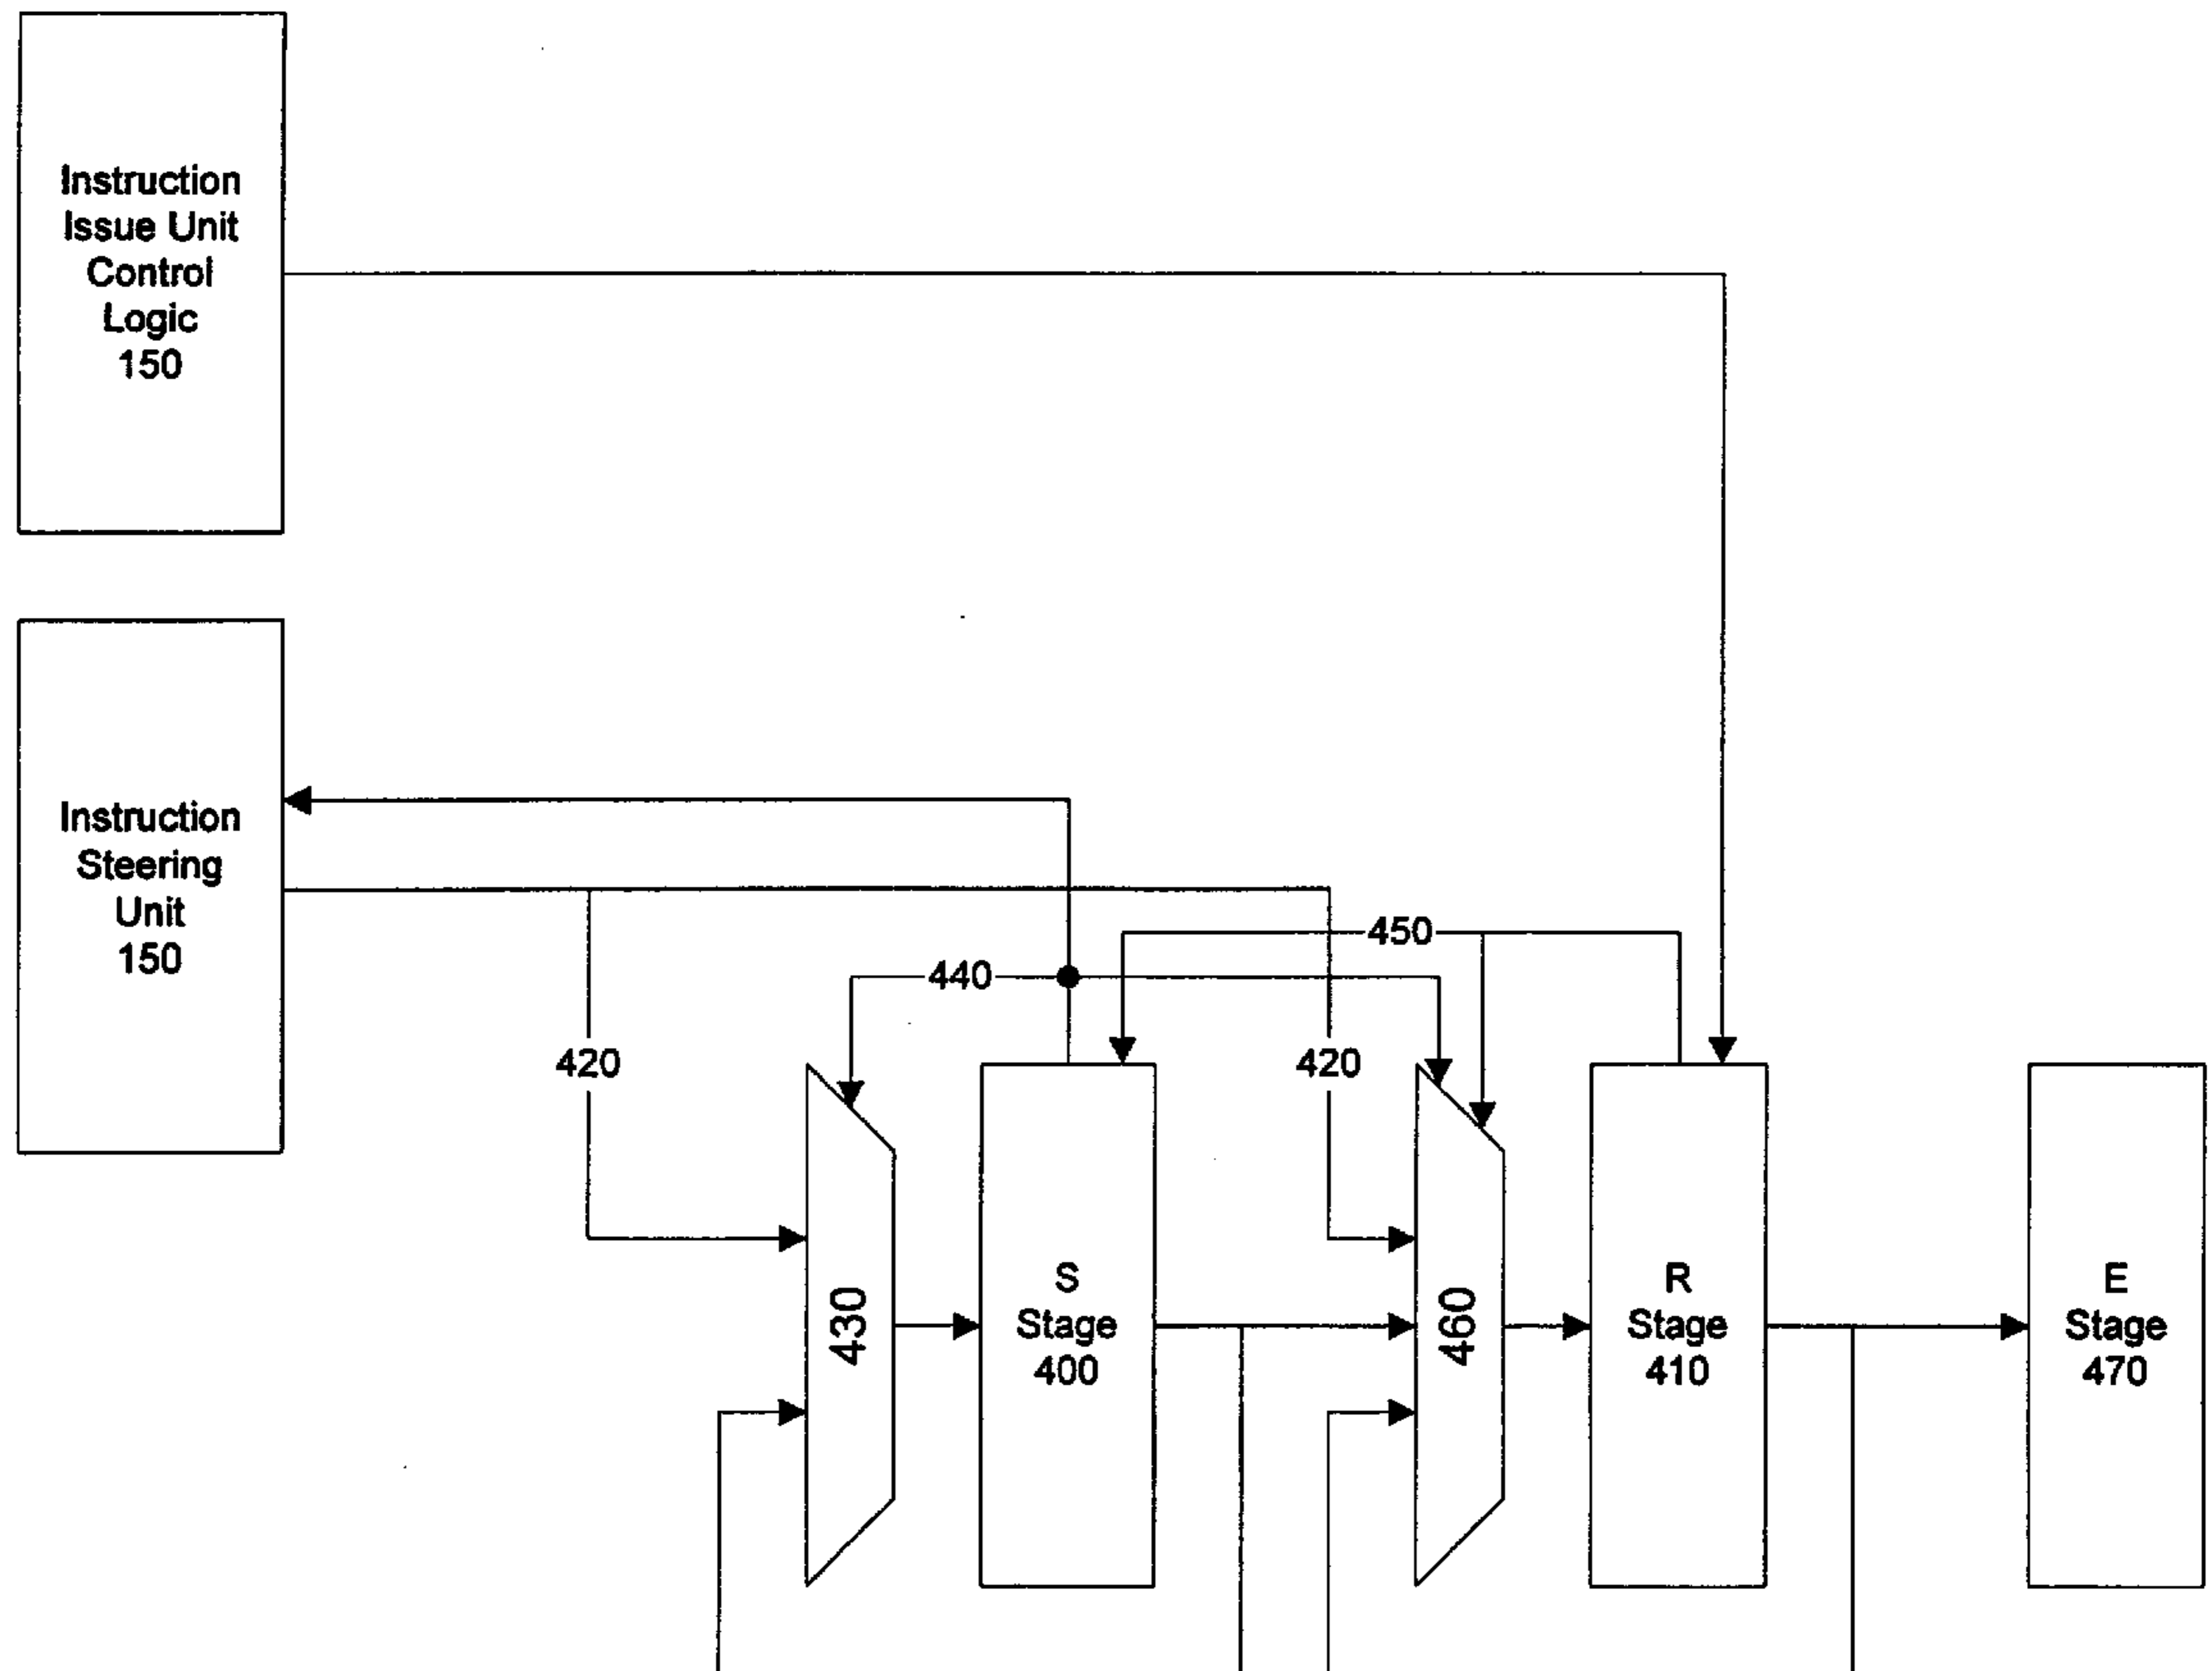 Instruction
Issue Unit
Control
Logic
150
Instruction
Steering
Unit
150
450
440
420
420
430
S
Stage
400
460
R
Stage
410
E
Stage
470